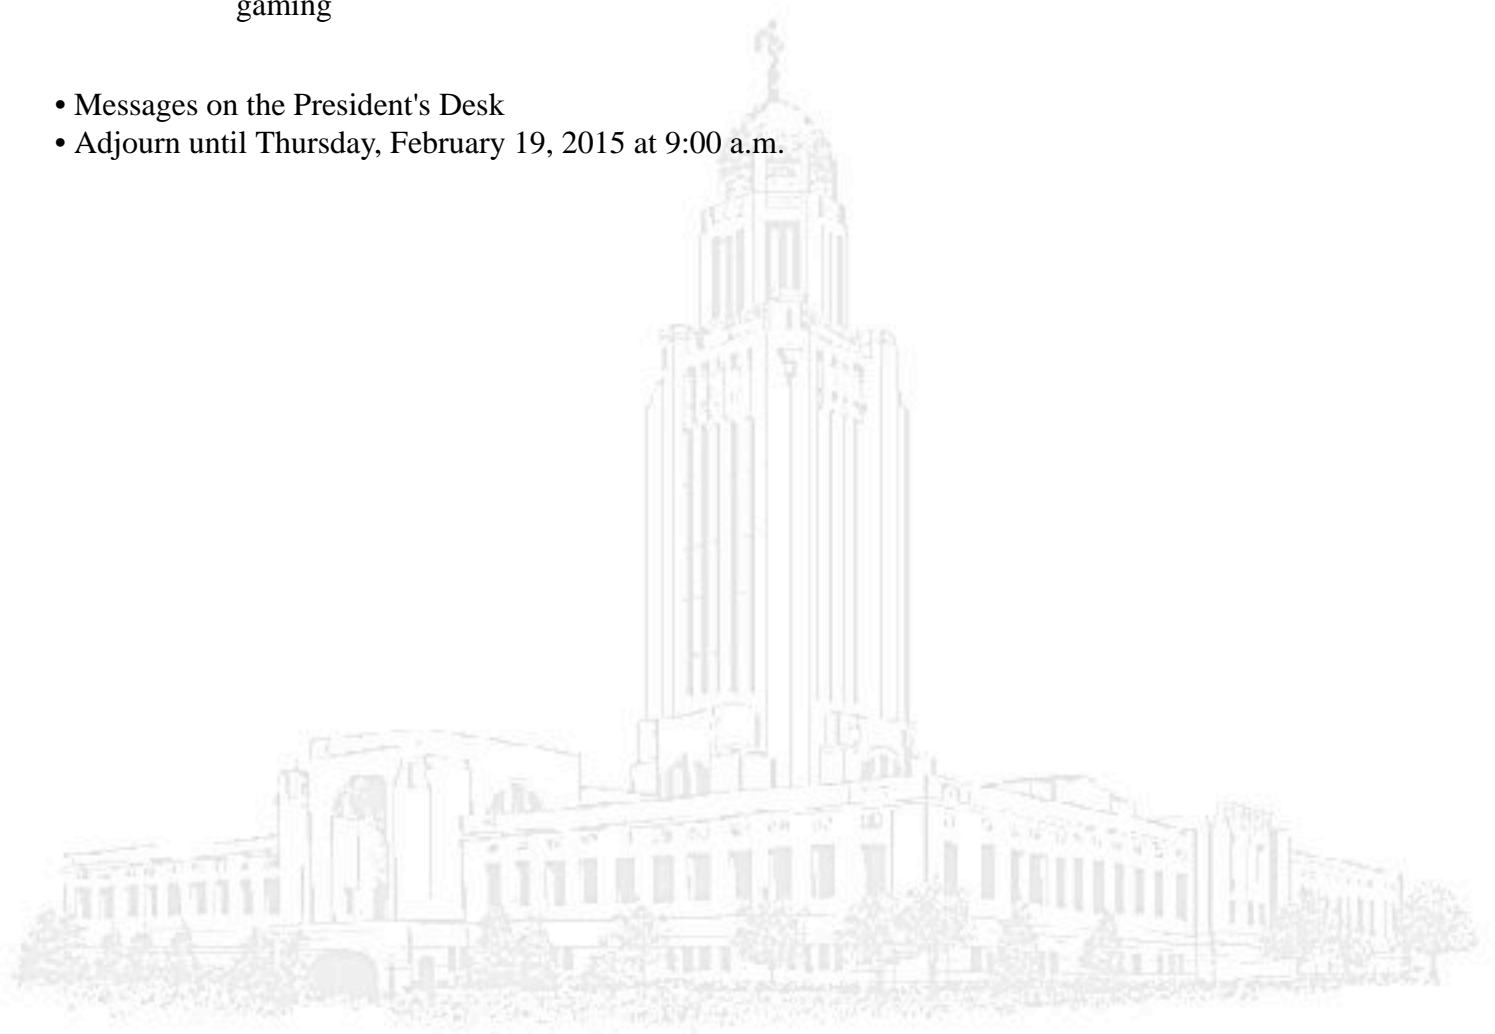 gaming
• Messages on the President's Desk
• Adjourn until Thursday, February 19, 2015 at 9:00 a.m.